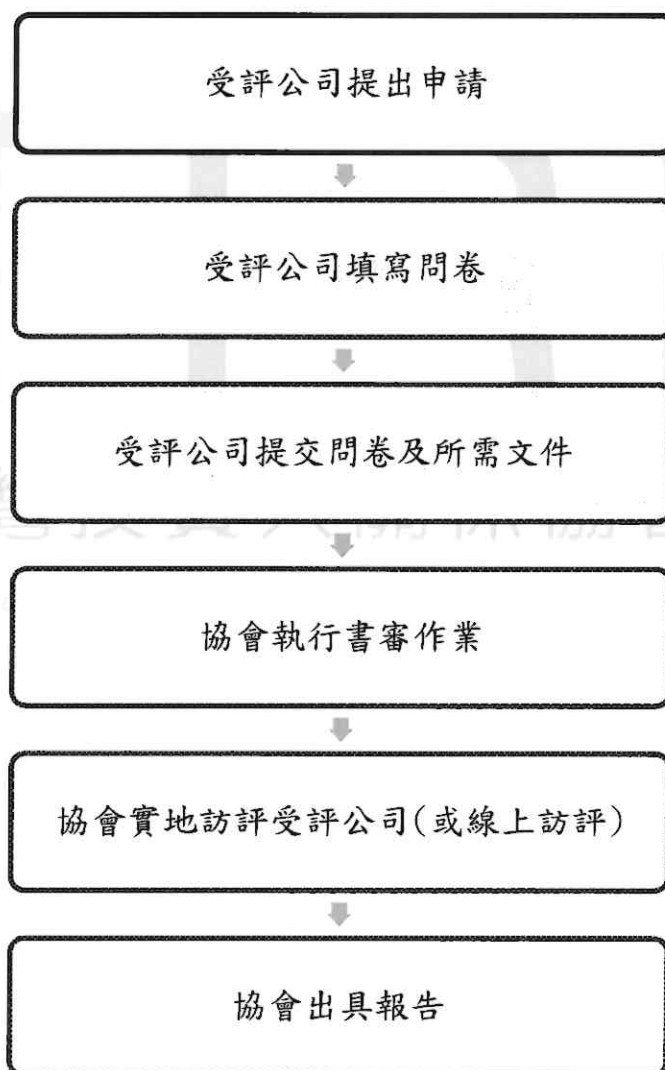 受評公司提出申請
受評公司填寫問卷
受評公司提交問卷及所需文件
協會執行書審作業
協會實地訪評受評公司(或線上訪評)
協會出具報告